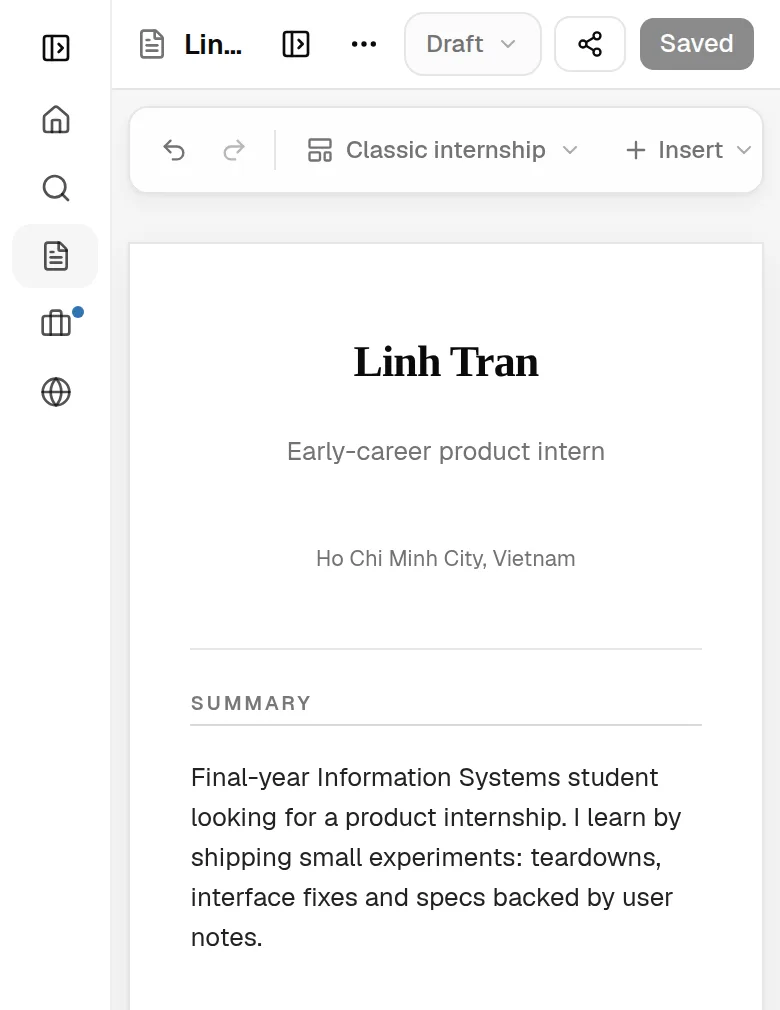 Lin...
Draft
Saved
Classic internship
Insert
Linh Tran
Early-career product intern
Ho Chi Minh City, Vietnam
SUMMARY
Final-year Information Systems student
looking for a product internship. I learn by
shipping small experiments: teardowns,
interface fixes and specs backed by user
notes.